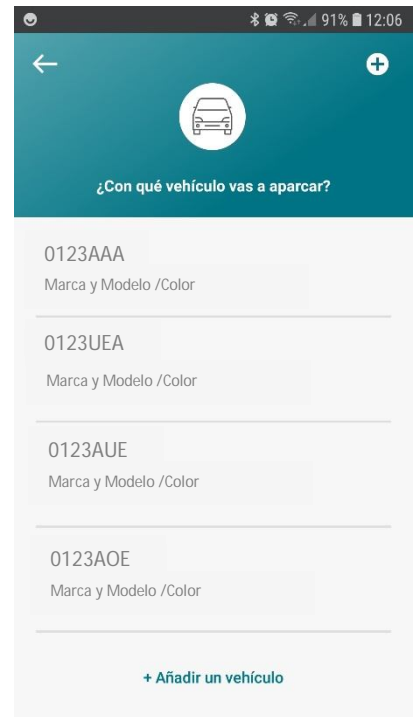 91% 12:06
¿Con qué vehículo vas a aparcar?
0123AAA
Marca y Modelo /Color
0123UEA
Marca y Modelo /Color
0123AUE
Marca y Modelo /Color
0123AOE
Marca y Modelo /Color
+ Añadir un vehículo